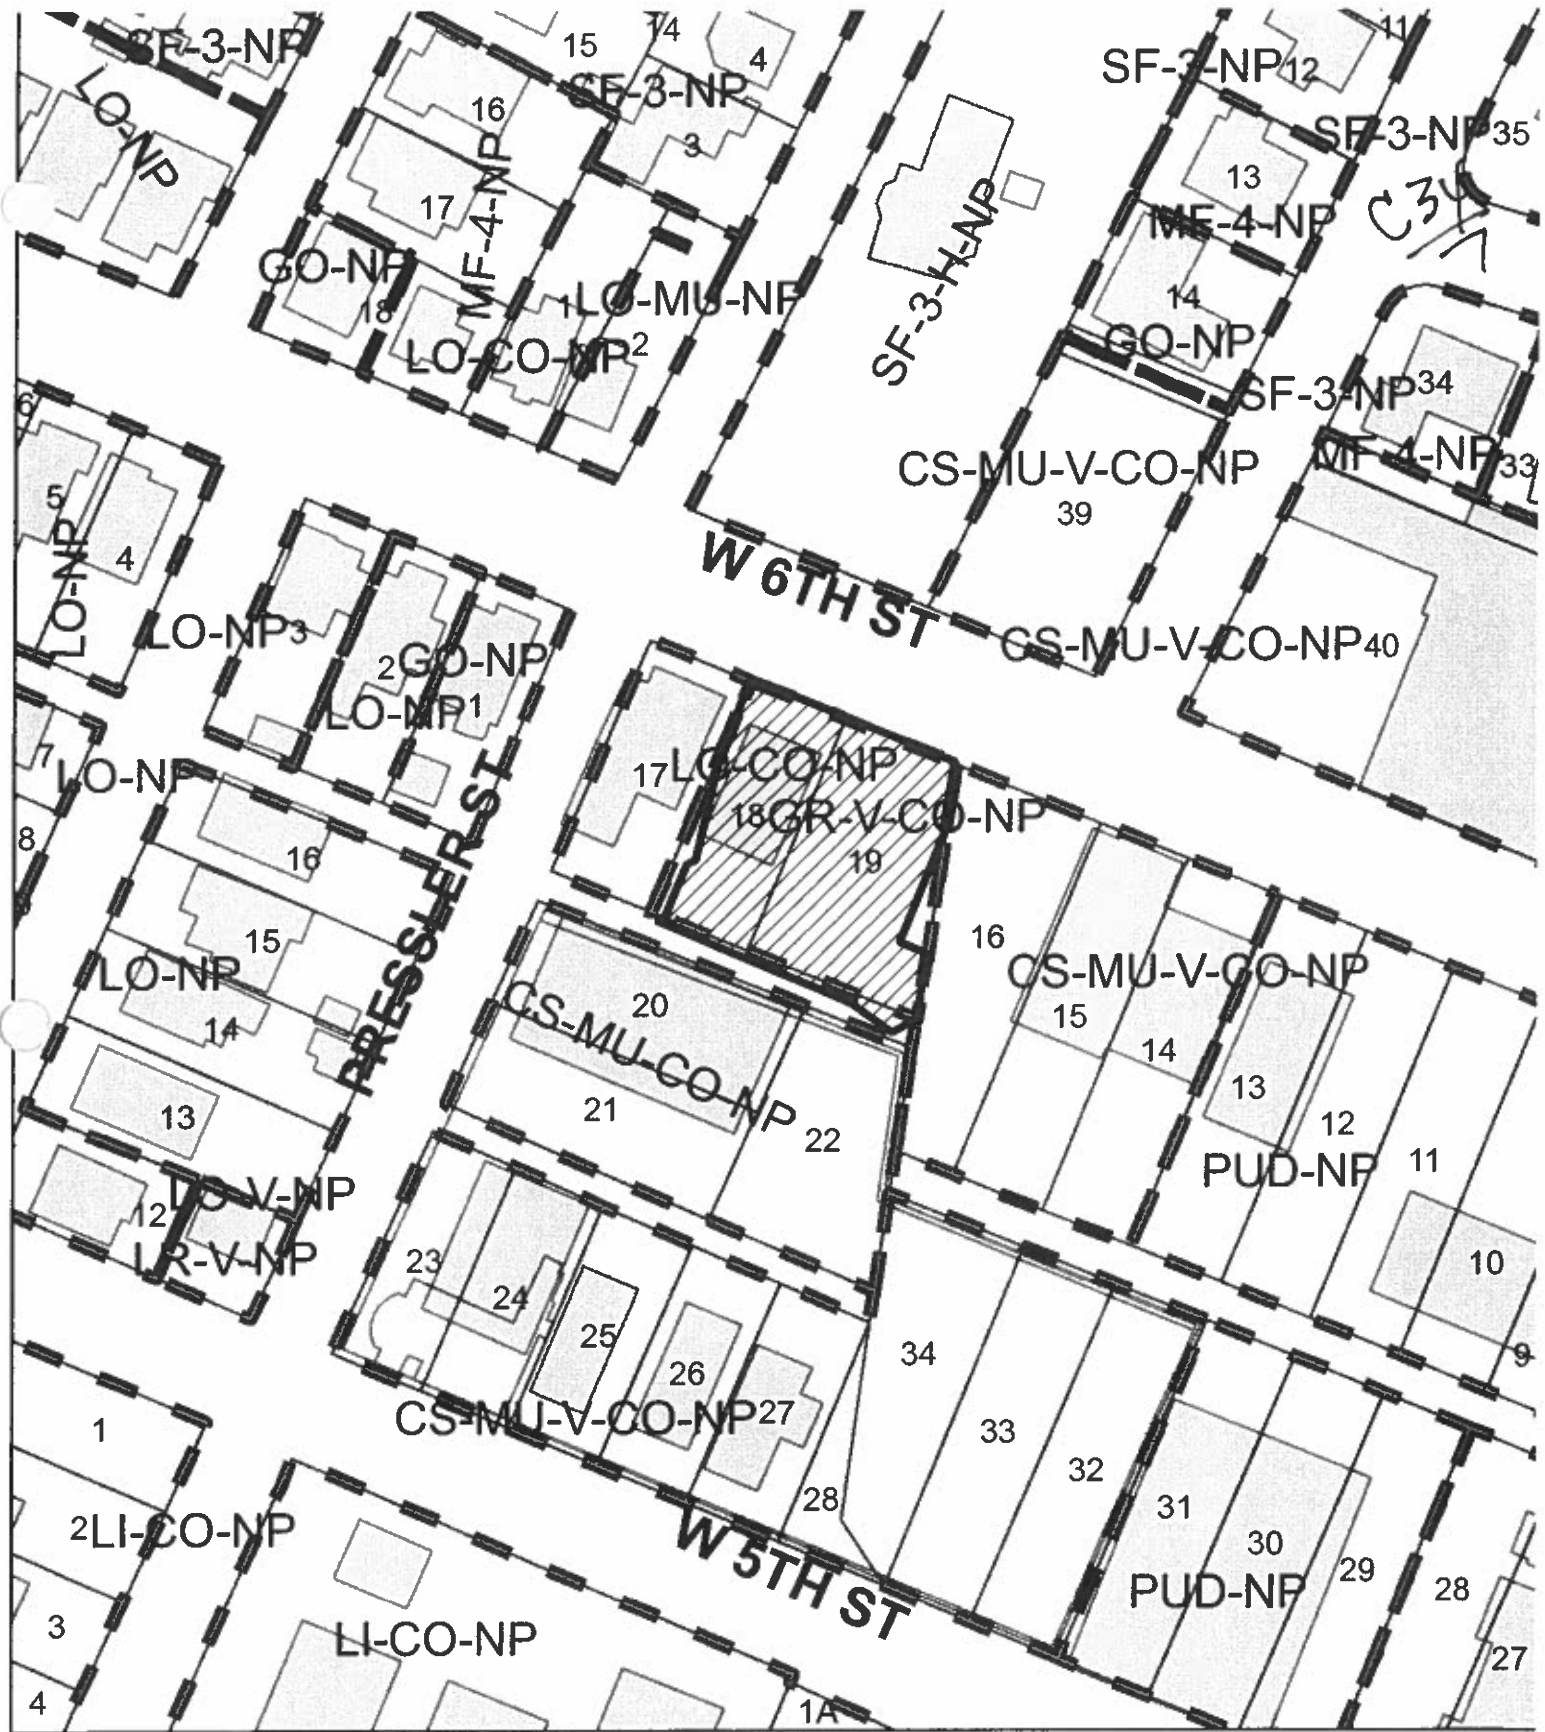 SF-3-NP
LO-NP
15
14
4
16
SF-3-NP
3
17
MF-4-NP
GO-NP
18
1
LO-MU-NP
LO-CO-NP
2
SF-3-H-NP
11
SF-3-NP
12
SF-3-NP
35
13
C34
MF-4-NP
14
GO-NP
SF-3-NP
34
MF-4-NP
33
CS-MU-V-CO-NP
39
6
5
4
LO-NP
W 6TH ST
CS-MU-V-CO-NP
40
LO-NP
3
2
GO-NP
LO-NP
1
7
LO-NP
8
17
LO-CO-NP
18
GR-V-CO-NP
19
16
15
LO-NP
14
13
PRESSLER ST
16
CS-MU-V-CO-NP
15
14
13
12
PUD-NP
11
10
9
20
CS-MU-CO-NP
21
22
LO-V-NP
12
LR-V-NP
23
24
25
26
27
CS-MU-V-CO-NP
28
34
33
32
31
30
29
28
PUD-NP
27
1
2
LI-CO-NP
3
4
W 5TH ST
LI-CO-NP
1A